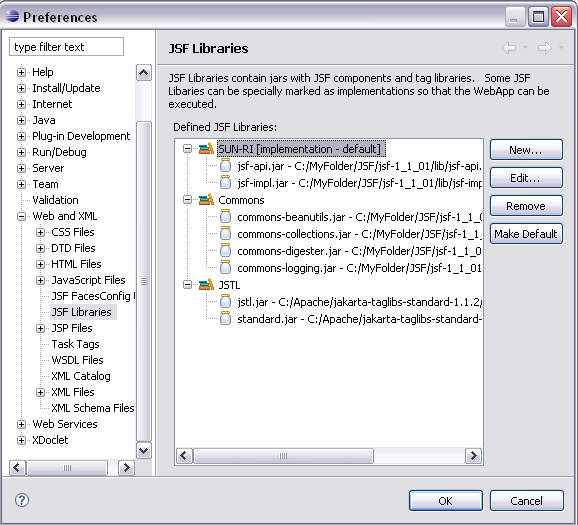 Preferences
type filter text
Help
Install/Update
Internet
Java
Plug-in Development
Run/Debug
Server
Team
Validation
Web and XML
CSS Files
DTD Files
HTML Files
JavaScript Files
JSF FacesConfig
JSF Libraries
JSP Files
Task Tags
WSDL Files
XML Catalog
XML Files
XML Schema Files
Web Services
XDoclet
JSF Libraries
JSF Libraries contain jars with JSF components and tag libraries. Some JSF
Libaries can be specially marked as implementations so that the WebApp can be
executed.
Defined JSF Libraries:
SUN-RI [implementation - default]
jsf-api.jar - C:/MyFolder/JSF/jsf-1_1_01/lib/jsf-api.
jsf-impl.jar - C:/MyFolder/JSF/jsf-1_1_01/lib/jsf-imp
Commons
commons-beanutils.jar - C:/MyFolder/JSF/jsf-1_1_0
commons-collections.jar - C:/MyFolder/JSF/jsf-1_1_
commons-digester.jar - C:/MyFolder/JSF/jsf-1_1_0
commons-logging.jar - C:/MyFolder/JSF/jsf-1_1_01
JSTL
jstl.jar - C:/Apache/jakarta-taglibs-standard-1.1.2/
standard.jar - C:/Apache/jakarta-taglibs-standard-
New...
Edit...
Remove
Make Default
OK
Cancel